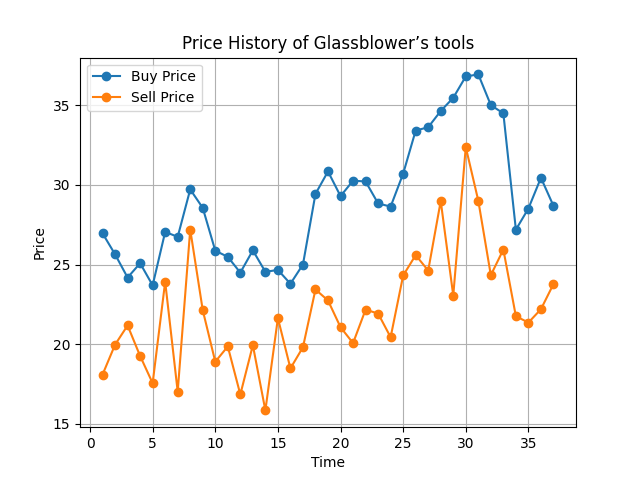 Price History of Glassblower’s tools
Buy Price
Sell Price
Price
35
30
25
20
15
0 5 10 15 20 25 30 35
Time